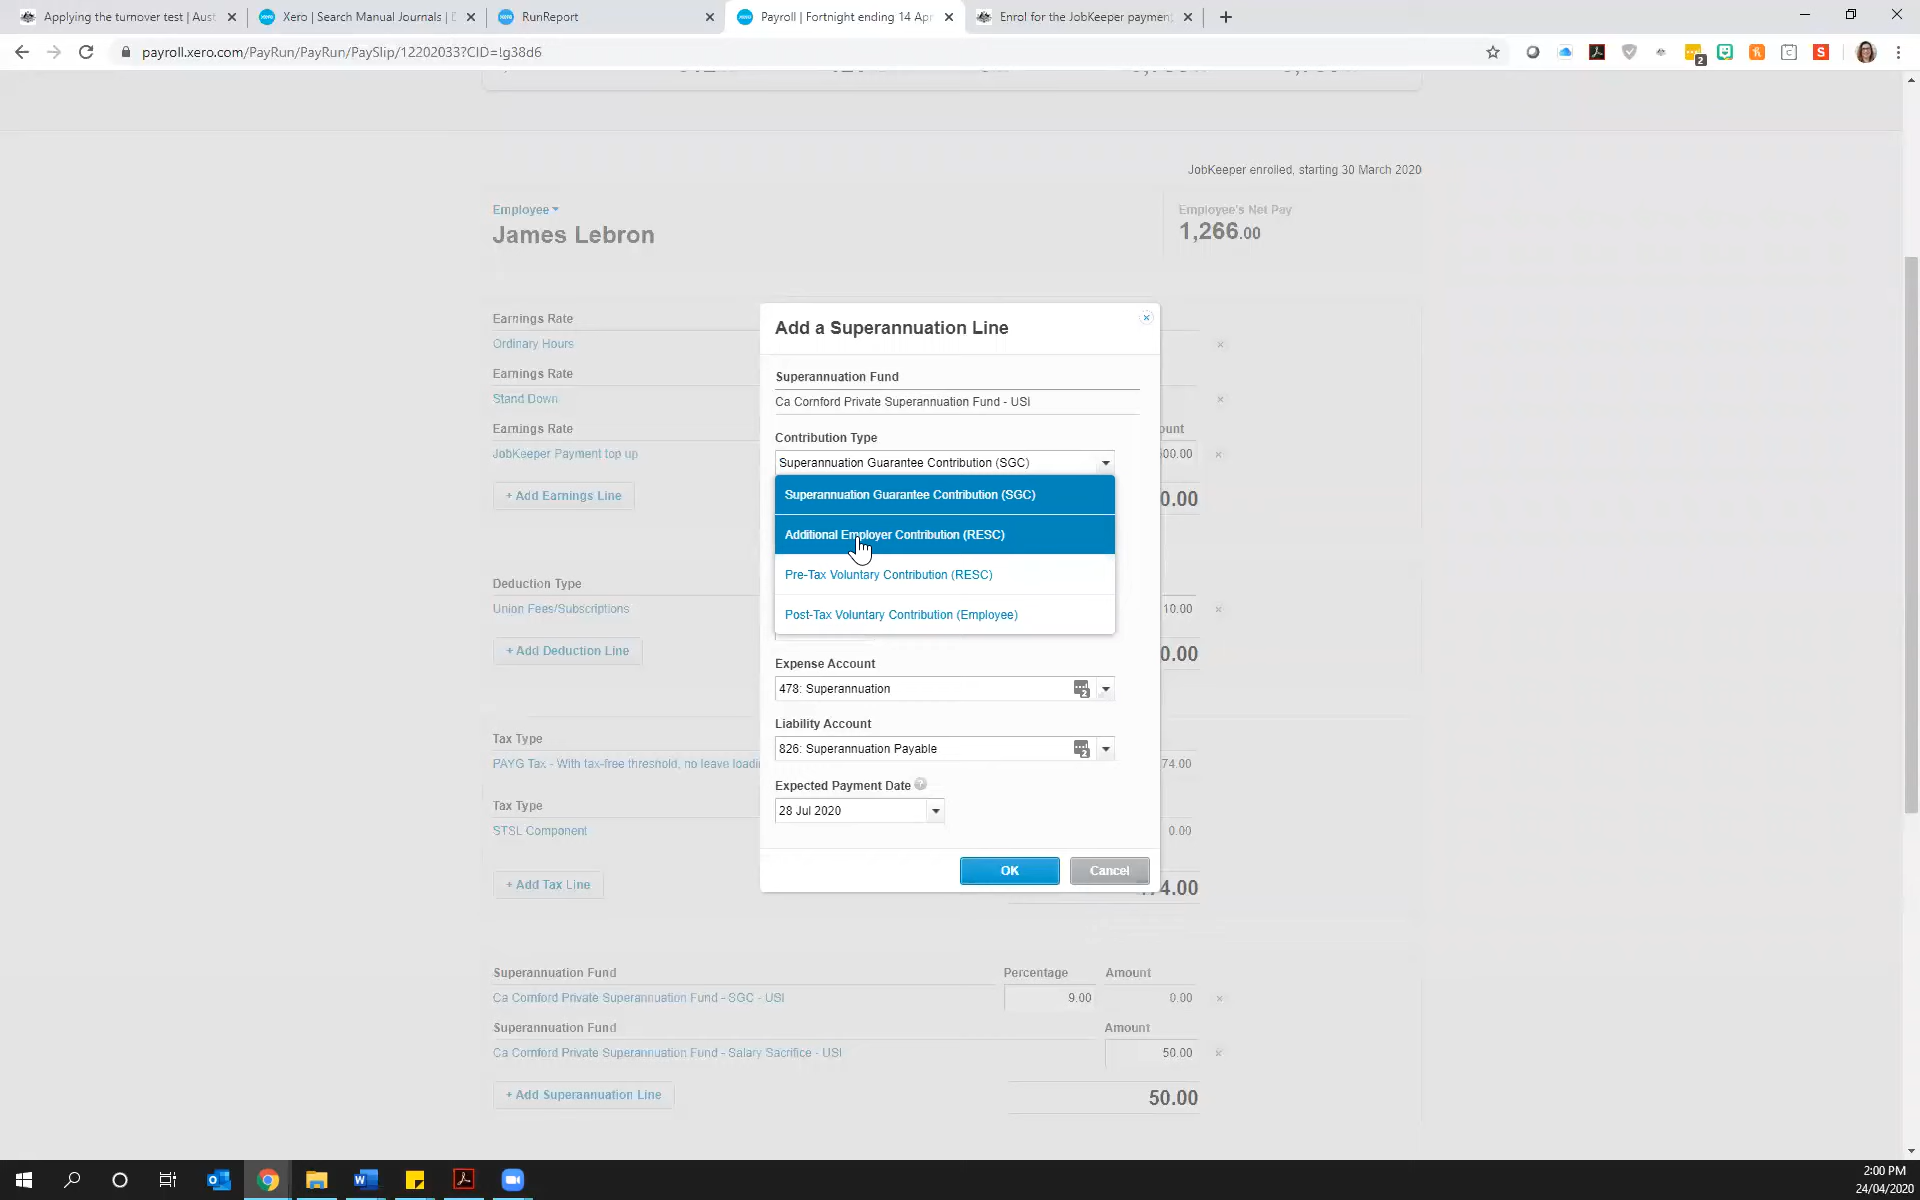 Applying the turnover test | Aust
Xero | Search Manual Journals | D
RunReport
Payroll | Fortnight ending 14 Apr
Enrol for the JobKeeper payment
payroll.xero.com/PayRun/PayRun/PaySlip/12202033?CID=!g38d6
JobKeeper enrolled, starting 30 March 2020
Employee
Employee's Net Pay
James Lebron
1,266.00
Earnings Rate
Ordinary Hours
Earnings Rate
Stand Down
Earnings Rate
JobKeeper Payment top up
+ Add Earnings Line
Deduction Type
Union Fees/Subscriptions
10.00
+ Add Deduction Line
Tax Type
PAYG Tax - With tax-free threshold, no leave loadi
74.00
Tax Type
STSL Component
0.00
+ Add Tax Line
74.00
Add a Superannuation Line
Superannuation Fund
Ca Cornford Private Superannuation Fund - USI
Contribution Type
Superannuation Guarantee Contribution (SGC)
Superannuation Guarantee Contribution (SGC)
Additional Employer Contribution (RESC)
Pre-Tax Voluntary Contribution (RESC)
Post-Tax Voluntary Contribution (Employee)
Expense Account
478: Superannuation
Liability Account
826: Superannuation Payable
Expected Payment Date
28 Jul 2020
OK
Cancel
Superannuation Fund
Percentage
Amount
Ca Cornford Private Superannuation Fund - SGC - USI
9.00
0.00
Superannuation Fund
Amount
Ca Cornford Private Superannuation Fund - Salary Sacrifice - USI
50.00
+ Add Superannuation Line
50.00
2:00 PM
24/04/2020